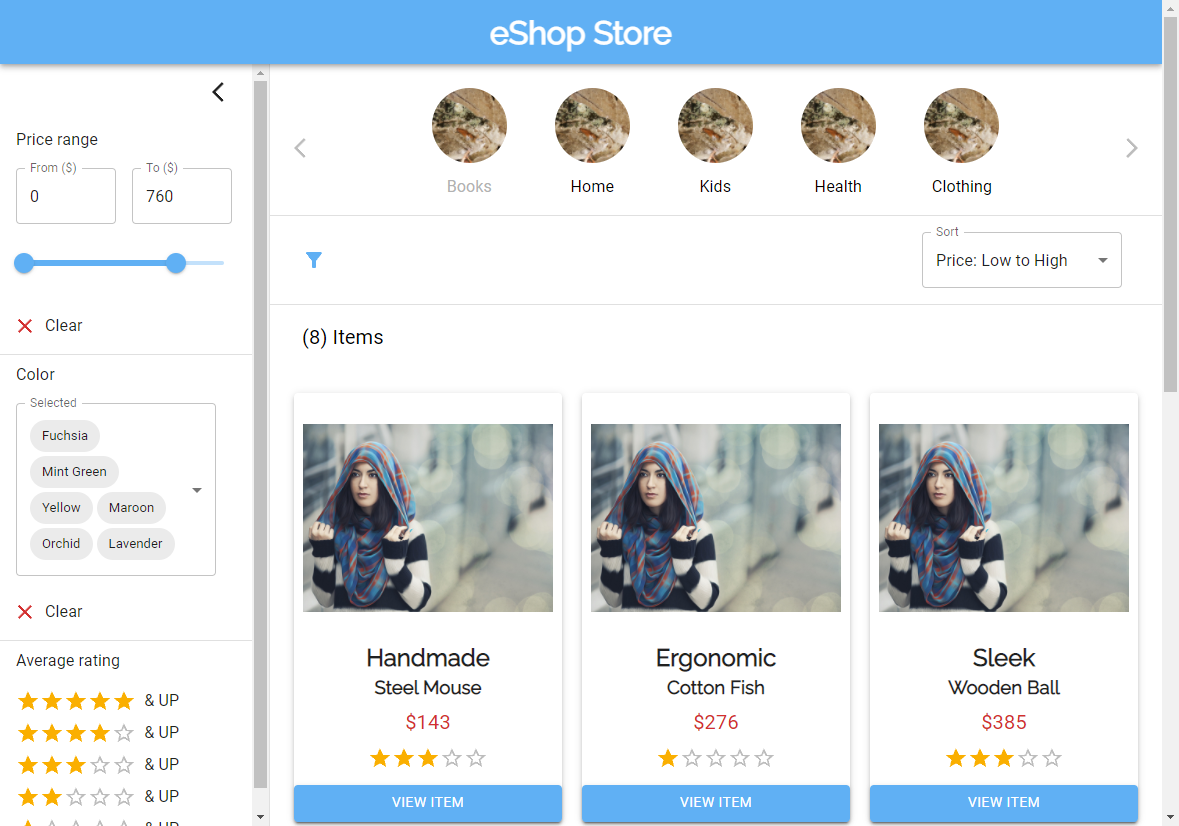 eShop Store
Price range
From ($)
To ($)
0
760
Clear
Color
Selected
Fuchsia
Mint Green
Yellow
Maroon
Orchid
Lavender
Clear
Average rating
& UP
& UP
& UP
& UP
& UP
Books
Home
Kids
Health
Clothing
Sort
Price: Low to High
(8) Items
Handmade
Steel Mouse
$143
VIEW ITEM
Ergonomic
Cotton Fish
$276
VIEW ITEM
Sleek
Wooden Ball
$385
VIEW ITEM